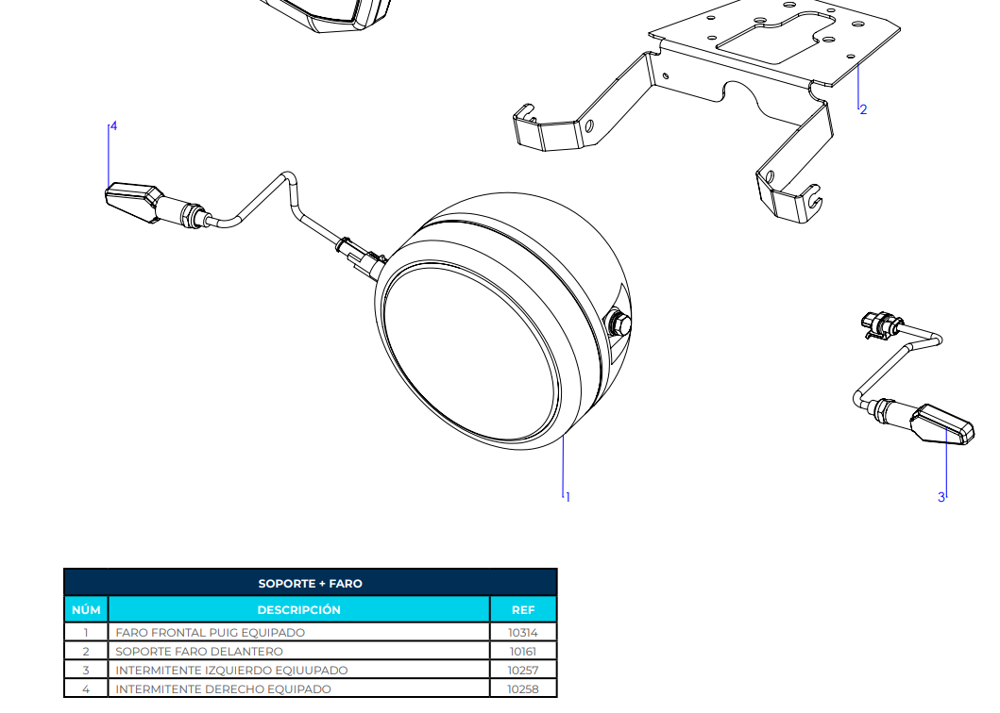 2
4
1
3
SOPORTE + FARO
NÚM DESCRIPCIÓN REF
1 FARO FRONTAL PUIG EQUIPADO 10314
2 SOPORTE FARO DELANTERO 10161
3 INTERMITENTE IZQUIERDO EQIUUPADO 10257
4 INTERMITENTE DERECHO EQUIPADO 10258